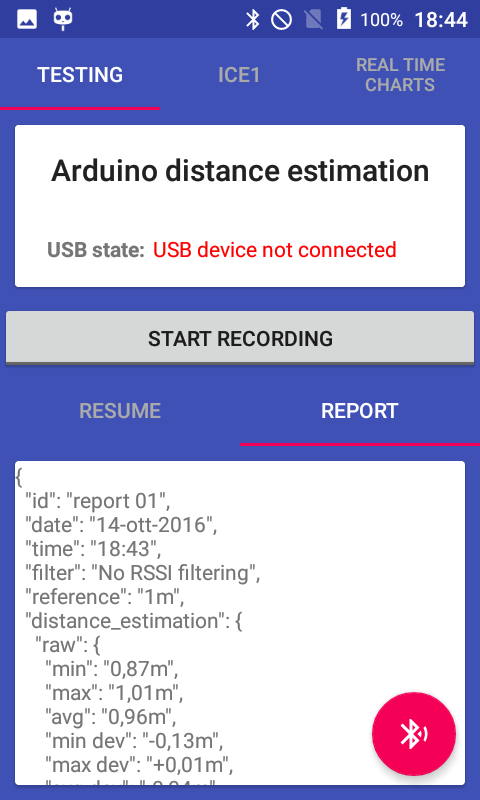 100% 18:44
TESTING ICE1 REAL TIME CHARTS
Arduino distance estimation
USB state: USB device not connected
START RECORDING
RESUME REPORT
{
"id": "report 01",
"date": "14-ott-2016",
"time": "18:43",
"filter": "No RSSI filtering",
"reference": "1m",
"distance_estimation": {
"raw": {
"min": "0,87m",
"max": "1,01m",
"avg": "0,96m",
"min dev": "-0,13m",
"max dev": "+0,01m",